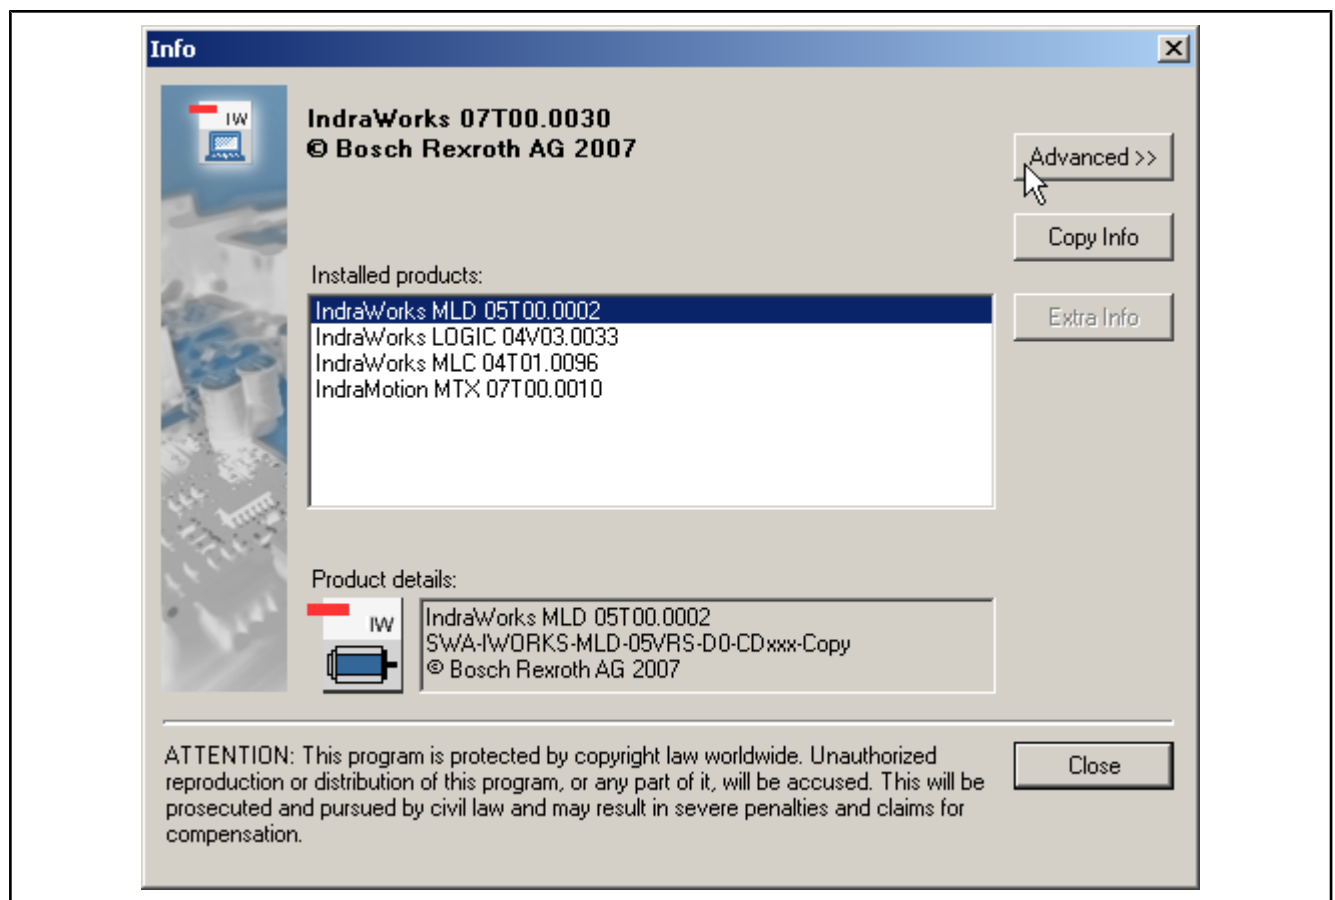 Info
IW
IndraWorks 07T00.0030
© Bosch Rexroth AG 2007
Advanced >>
Copy Info
Extra Info
Installed products:
IndraWorks MLD 05T00.0002
IndraWorks LOGIC 04V03.0033
IndraWorks MLC 04T01.0096
IndraMotion MTX 07T00.0010
Product details:
IW
IndraWorks MLD 05T00.0002
SWA-IWORKS-MLD-05VRS-D0-CDxxx-Copy
© Bosch Rexroth AG 2007
ATTENTION: This program is protected by copyright law worldwide. Unauthorized
reproduction or distribution of this program, or any part of it, will be accused. This will be
prosecuted and pursued by civil law and may result in severe penalties and claims for
compensation.
Close